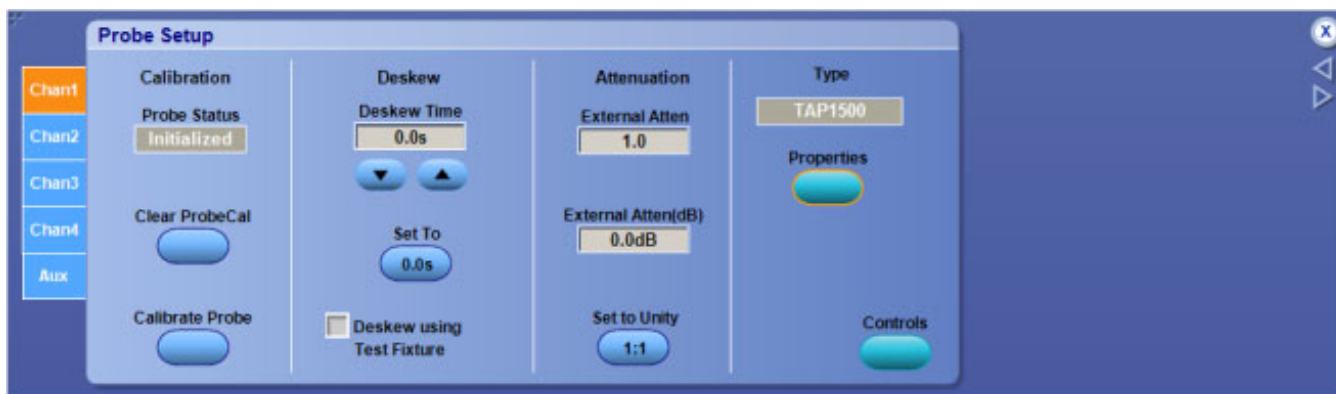 Probe Setup
Chan1
Chan2
Chan3
Chan4
Aux
Calibration
Probe Status
Initialized
Clear ProbeCal
Calibrate Probe
Deskew
Deskew Time
0.0s
Set To
0.0s
Deskew using
Test Fixture
Attenuation
External Atten
1.0
External Atten(dB)
0.0dB
Set to Unity
1:1
Type
TAP1500
Properties
Controls
X